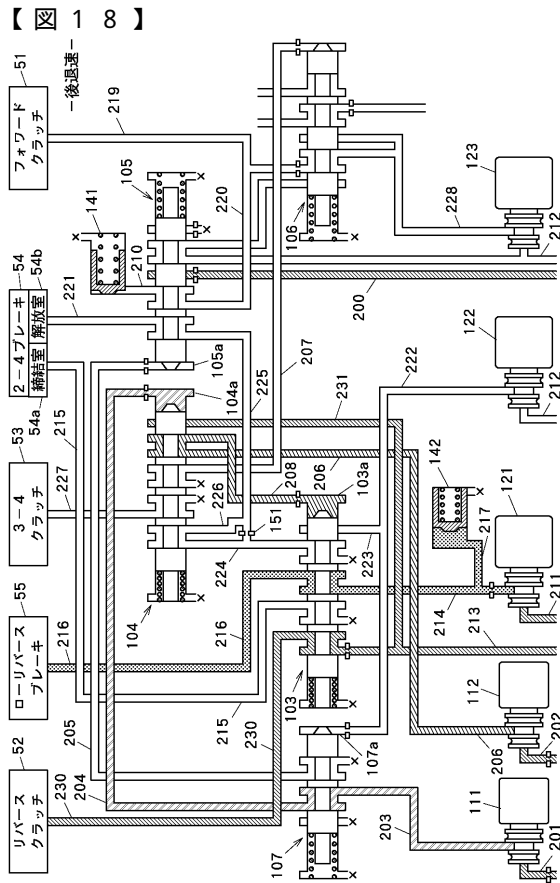 【図１８】
−後退速−
フォワード
クラッチ
51
２−４ブレーキ
締結室
解放室
54
54a
54b
３−４
クラッチ
53
ローリバース
ブレーキ
55
リバース
クラッチ
52
219
141
105
220
210
221
105a
104a
215
227
225
226
151
224
104
216
216
215
205
204
230
230
106
207
231
208
206
103a
223
222
103
107a
107
203
206
228
123
212
200
122
212
142
217
121
211
214
213
112
202
111
201